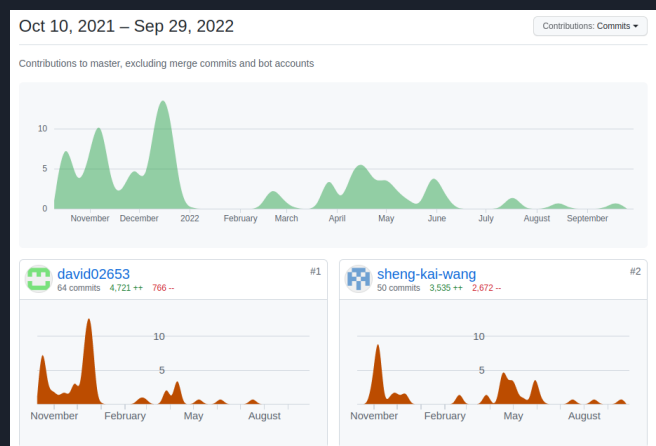 Oct 10, 2021 – Sep 29, 2022
Contributions: Commits
Contributions to master, excluding merge commits and bot accounts
10
5
0
November December 2022 February March April May June July August September
david02653 #1
64 commits 4,721 ++ 766 --
10
5
November February May August
sheng-kai-wang #2
50 commits 3,535 ++ 2,672 --
10
5
November February May August